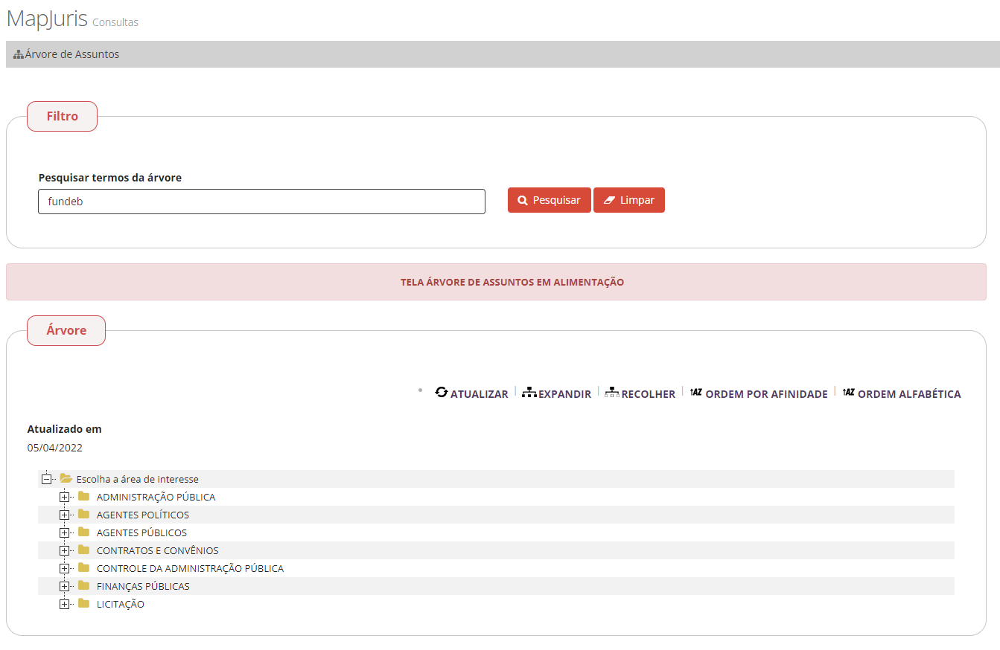 MapJuris Consultas
Árvore de Assuntos
Filtro
Pesquisar termos da árvore
fundeb
Pesquisar
Limpar
TELA ÁRVORE DE ASSUNTOS EM ALIMENTAÇÃO
Árvore
ATUALIZAR EXPANDIR RECOLHER AZ ORDEM POR AFINIDADE AZ ORDEM ALFABÉTICA
Atualizado em
05/04/2022
Escolha a área de interesse
ADMINISTRAÇÃO PÚBLICA
AGENTES POLÍTICOS
AGENTES PÚBLICOS
CONTRATOS E CONVÊNIOS
CONTROLE DA ADMINISTRAÇÃO PÚBLICA
FINANÇAS PÚBLICAS
LICITAÇÃO